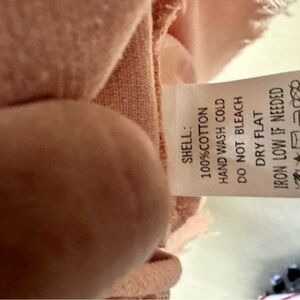 SHELL:
100%COTTON
HAND WASH COLD
DO NOT BLEACH
DRY FLAT
IRON LOW IF NEEDED